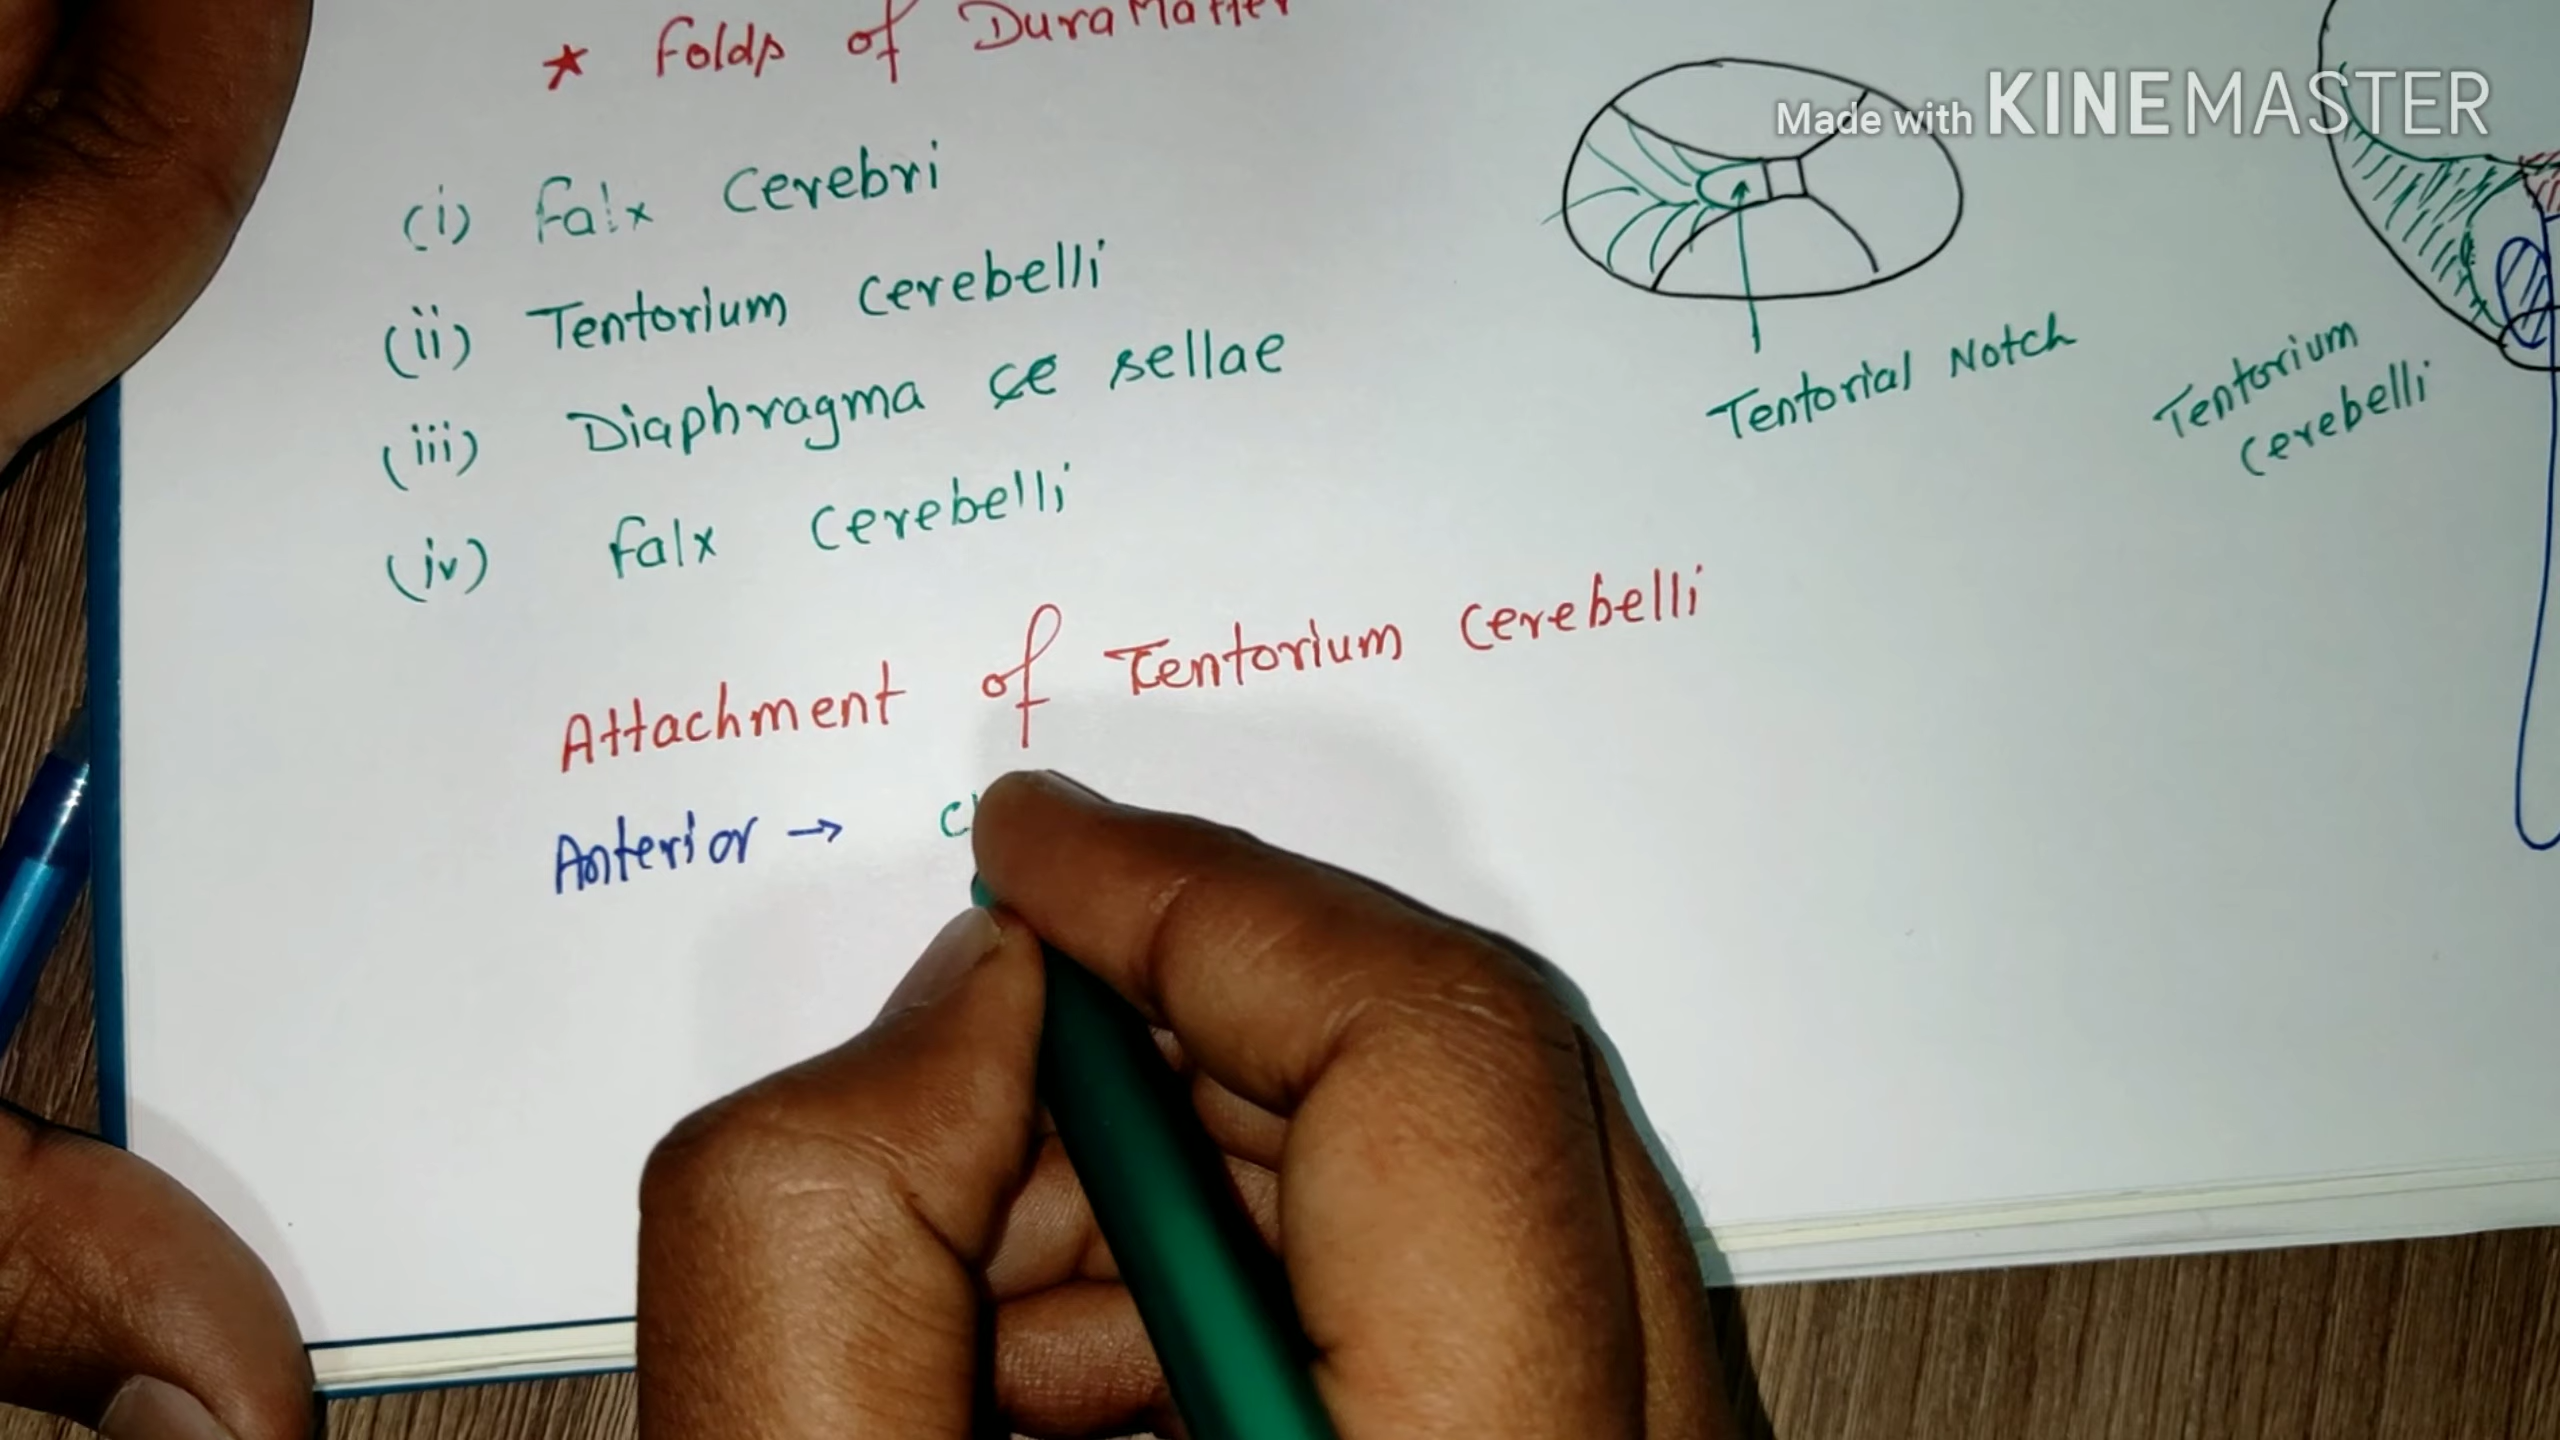 ★ Folds of Dura Matter
Made with KINEMASTER
(i) Falx Cerebri
(ii) Tentorium Cerebelli
(iii) Diaphragma sellae
(iv) Falx Cerebelli
Tentorial Notch
Tentorium
Cerebelli
Attachment of Tentorium Cerebelli
Anterior →